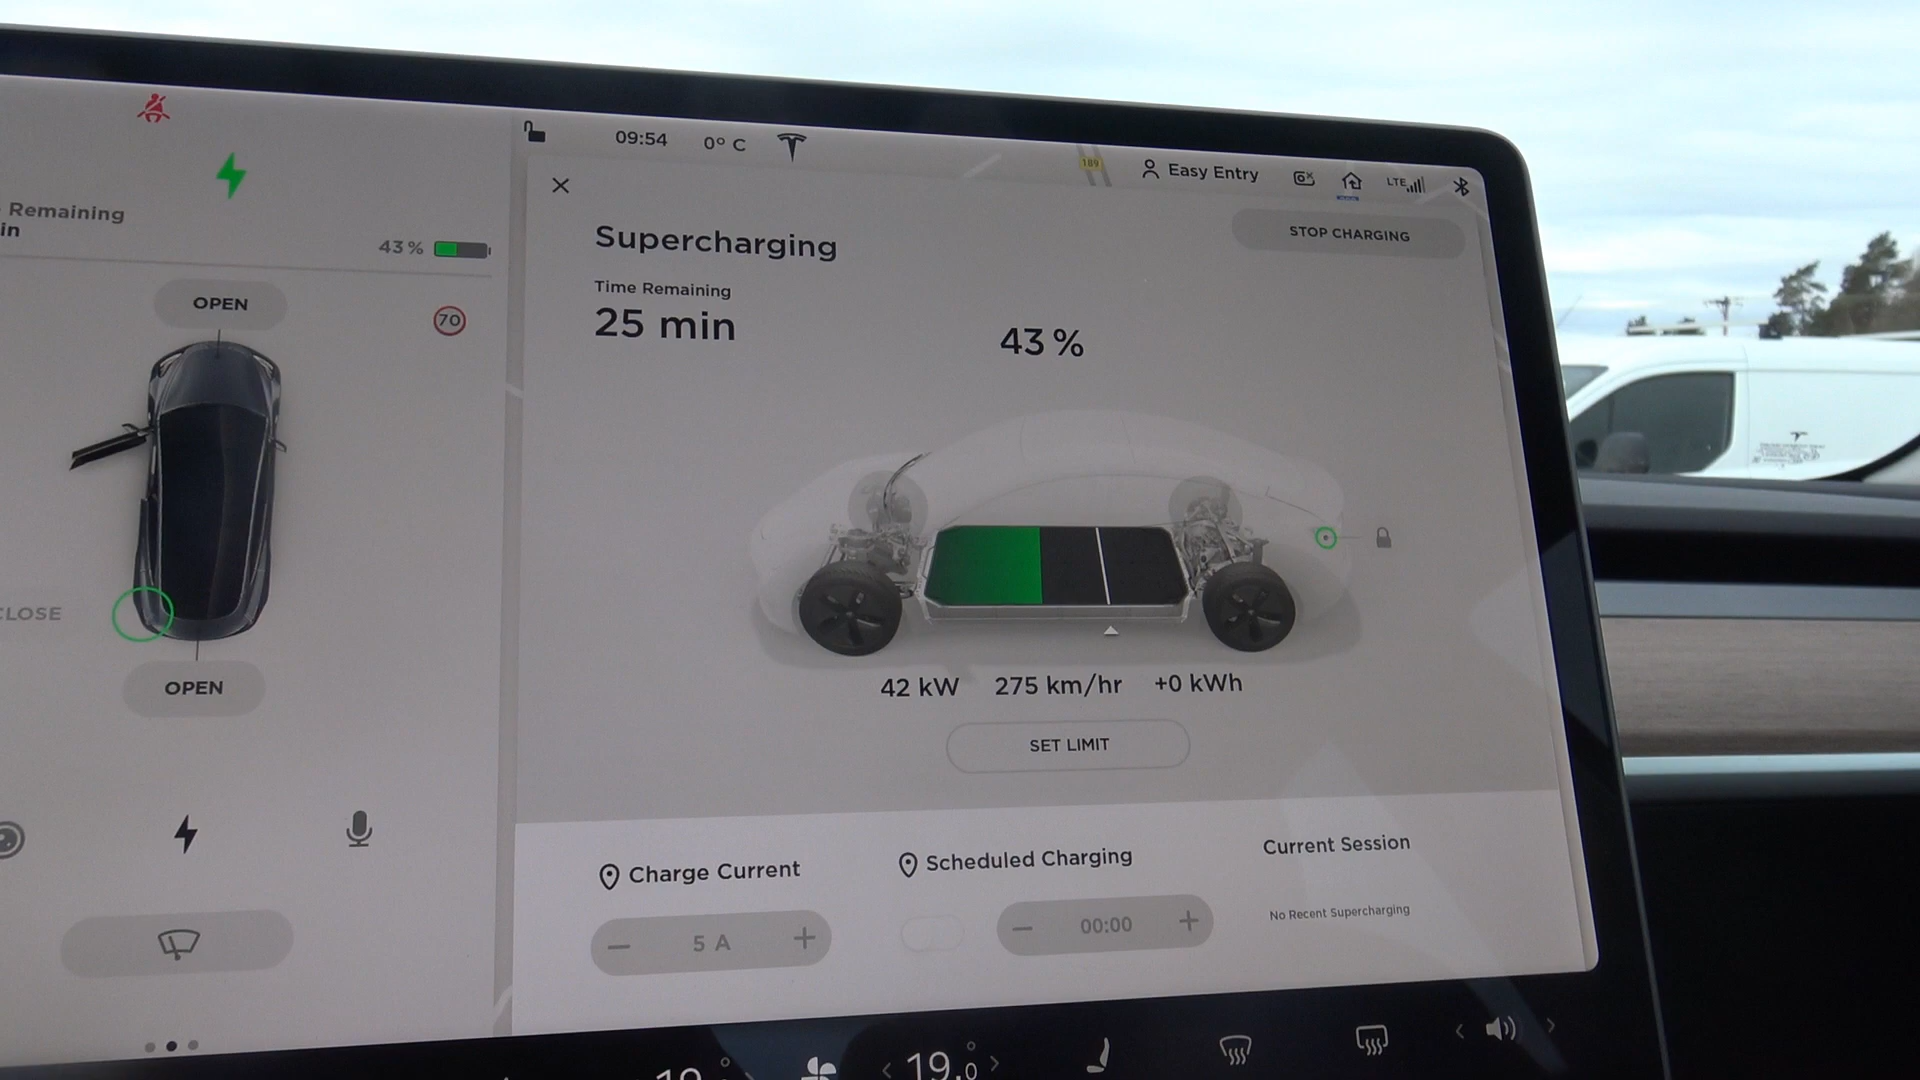 Remaining
in
43 %
OPEN
70
CLOSE
OPEN
09:54 0° C
189
Easy Entry
LTE
Supercharging
STOP CHARGING
Time Remaining
25 min
43 %
42 kW 275 km/hr +0 kWh
SET LIMIT
Charge Current
5 A
Scheduled Charging
00:00
Current Session
No Recent Supercharging
19.0